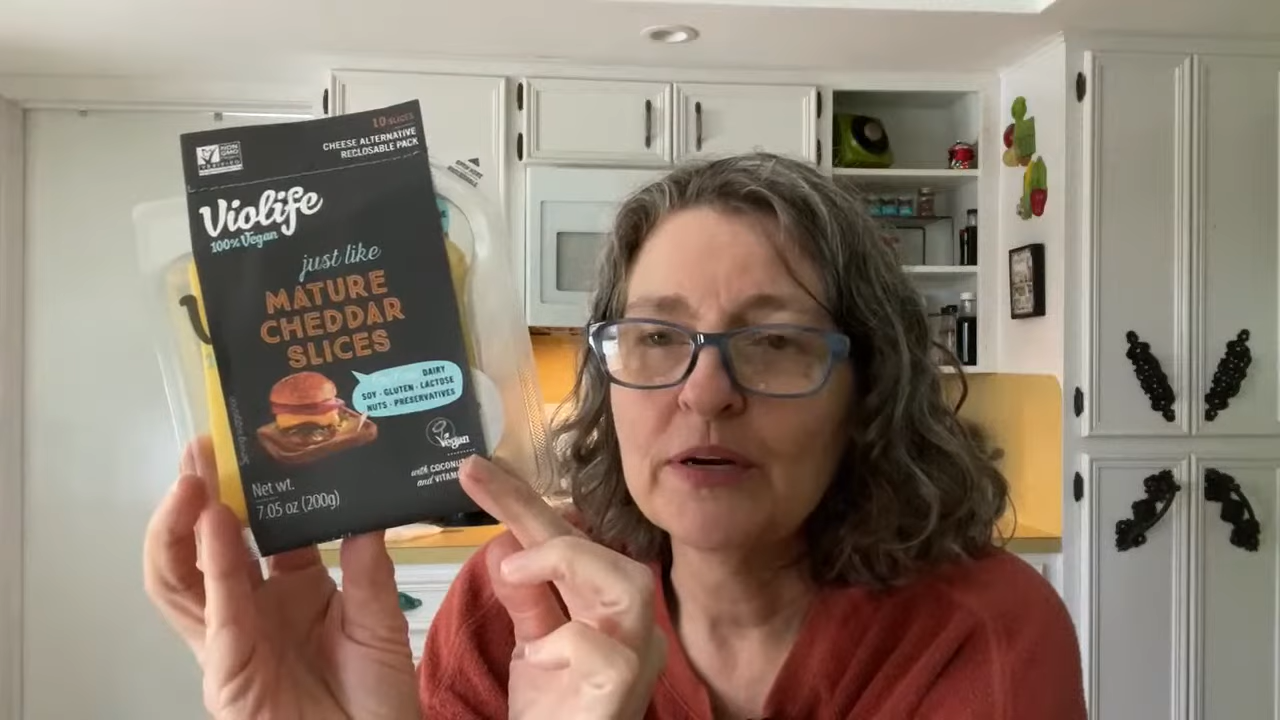 10 SLICES
CHEESE ALTERNATIVE
RECLOSABLE PACK
NON
GMO
VERIFIED
Violife
100% Vegan
just like
MATURE
CHEDDAR
SLICES
DAIRY
SOY - GLUTEN - LACTOSE
NUTS - PRESERVATIVES
Vegan
with COCONUT
and VITAM
Net wt.
7.05 oz (200g)